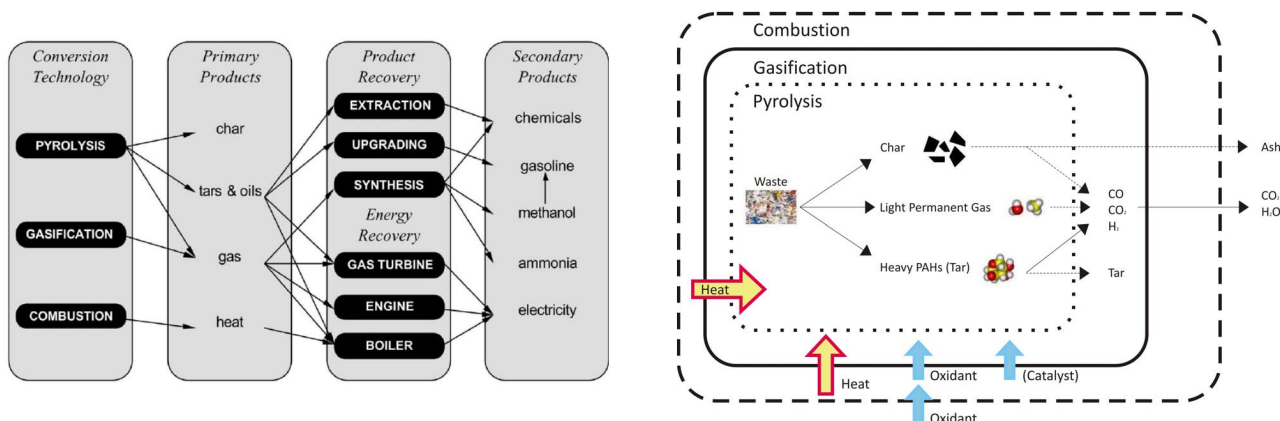 Conversion
Technology
PYROLYSIS
GASIFICATION
COMBUSTION
Primary
Products
char
tars & oils
gas
heat
Product
Recovery
EXTRACTION
UPGRADING
SYNTHESIS
Energy
Recovery
GAS TURBINE
ENGINE
BOILER
Secondary
Products
chemicals
gasoline
methanol
ammonia
electricity
Combustion
Gasification
Pyrolysis
Waste
Char
Light Permanent Gas
Heavy PAHs (Tar)
CO
CO₂
H₂
Tar
Ash
CO₂
H₂O
Heat
Heat
Oxidant
(Catalyst)
Oxidant